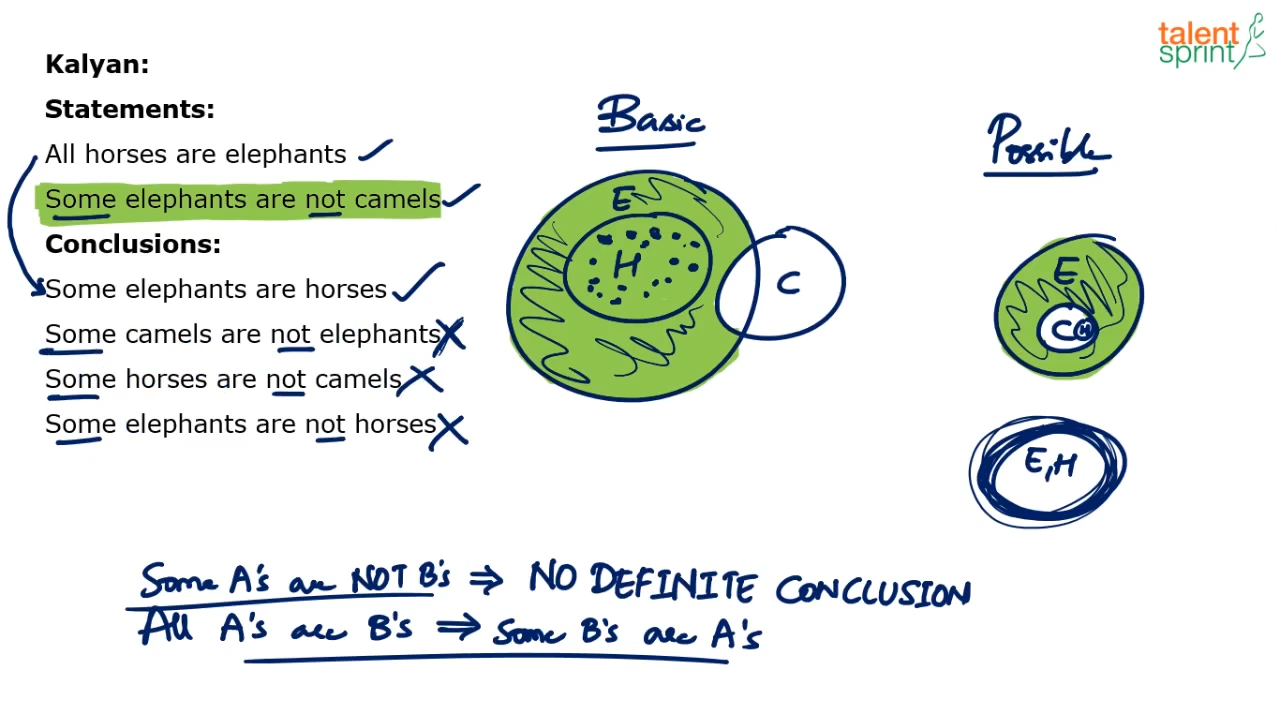 talent
sprint
Kalyan:
Statements:
All horses are elephants
Some elephants are not camels
Conclusions:
Some elephants are horses
Some camels are not elephants
Some horses are not camels
Some elephants are not horses
Basic
E
H
C
Possible
E
C H
E, H
Some A's are NOT B's ⇒ NO DEFINITE CONCLUSION
All A's are B's ⇒ Some B's are A's